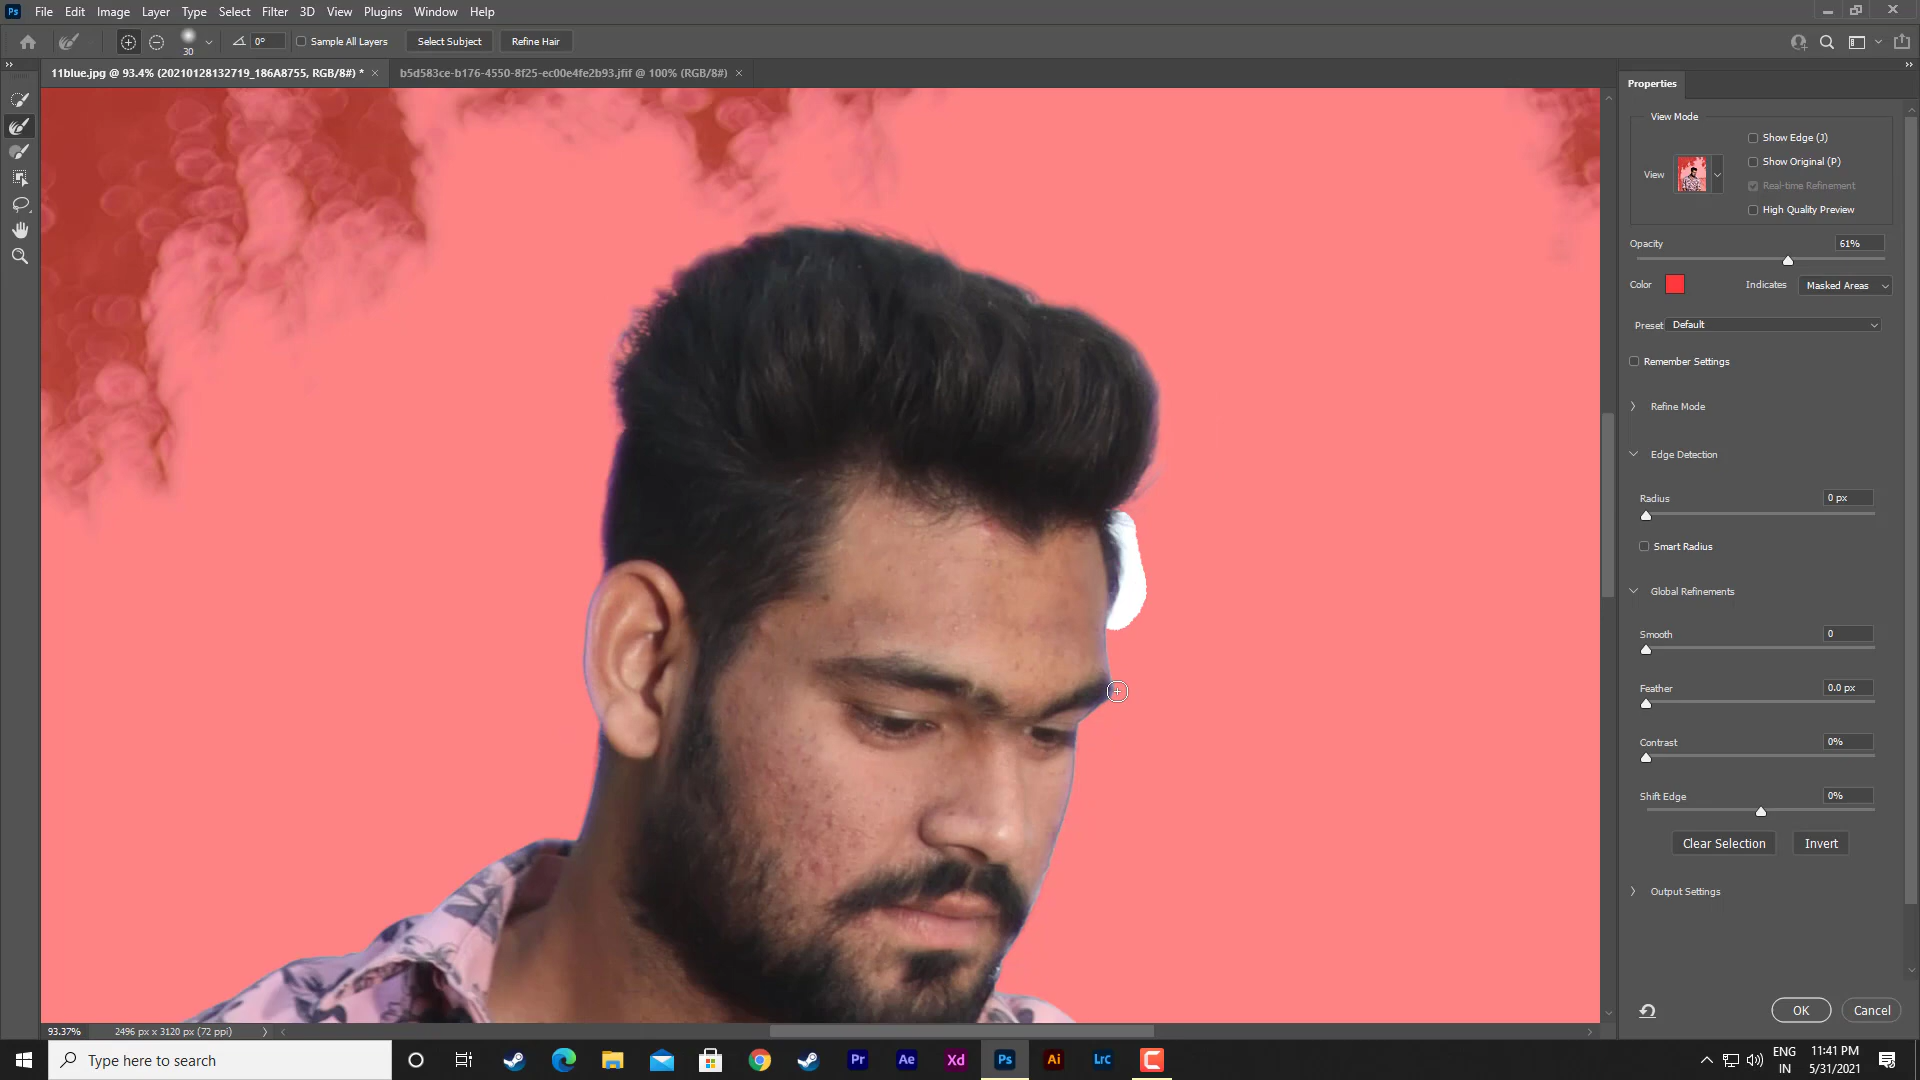 Ps File Edit Image Layer Type Select Filter 3D View Plugins Window Help
30 0° Sample All Layers Select Subject Refine Hair
11blue.jpg @ 93.4% (20210128132719_186A8755, RGB/8#) * b5d583ce-b176-4550-8f25-ec00e4fe2b93.jfif @ 100% (RGB/8#)
Properties
View Mode
Show Edge (J)
Show Original (P)
View
Real-time Refinement
High Quality Preview
Opacity 61%
Color Indicates Masked Areas
Preset Default
Remember Settings
Refine Mode
Edge Detection
Radius 0 px
Smart Radius
Global Refinements
Smooth 0
Feather 0.0 px
Contrast 0%
Shift Edge 0%
Clear Selection Invert
Output Settings
OK Cancel
93.37% 2496 px x 3120 px (72 ppi)
Type here to search
Pr Ae Xd Ps Ai Lrc
ENG
IN
11:41 PM
5/31/2021